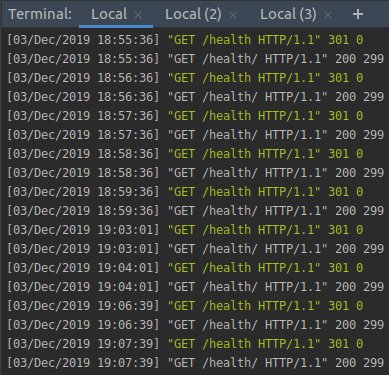 Terminal: Local × Local (2) × Local (3) × +
[03/Dec/2019 18:55:36] "GET /health HTTP/1.1" 301 0
[03/Dec/2019 18:55:36] "GET /health/ HTTP/1.1" 200 299
[03/Dec/2019 18:56:36] "GET /health HTTP/1.1" 301 0
[03/Dec/2019 18:56:36] "GET /health/ HTTP/1.1" 200 299
[03/Dec/2019 18:57:36] "GET /health HTTP/1.1" 301 0
[03/Dec/2019 18:57:36] "GET /health/ HTTP/1.1" 200 299
[03/Dec/2019 18:58:36] "GET /health HTTP/1.1" 301 0
[03/Dec/2019 18:58:36] "GET /health/ HTTP/1.1" 200 299
[03/Dec/2019 18:59:36] "GET /health HTTP/1.1" 301 0
[03/Dec/2019 18:59:36] "GET /health/ HTTP/1.1" 200 299
[03/Dec/2019 19:03:01] "GET /health HTTP/1.1" 301 0
[03/Dec/2019 19:03:01] "GET /health/ HTTP/1.1" 200 299
[03/Dec/2019 19:04:01] "GET /health HTTP/1.1" 301 0
[03/Dec/2019 19:04:01] "GET /health/ HTTP/1.1" 200 299
[03/Dec/2019 19:06:39] "GET /health HTTP/1.1" 301 0
[03/Dec/2019 19:06:39] "GET /health/ HTTP/1.1" 200 299
[03/Dec/2019 19:07:39] "GET /health HTTP/1.1" 301 0
[03/Dec/2019 19:07:39] "GET /health/ HTTP/1.1" 200 299